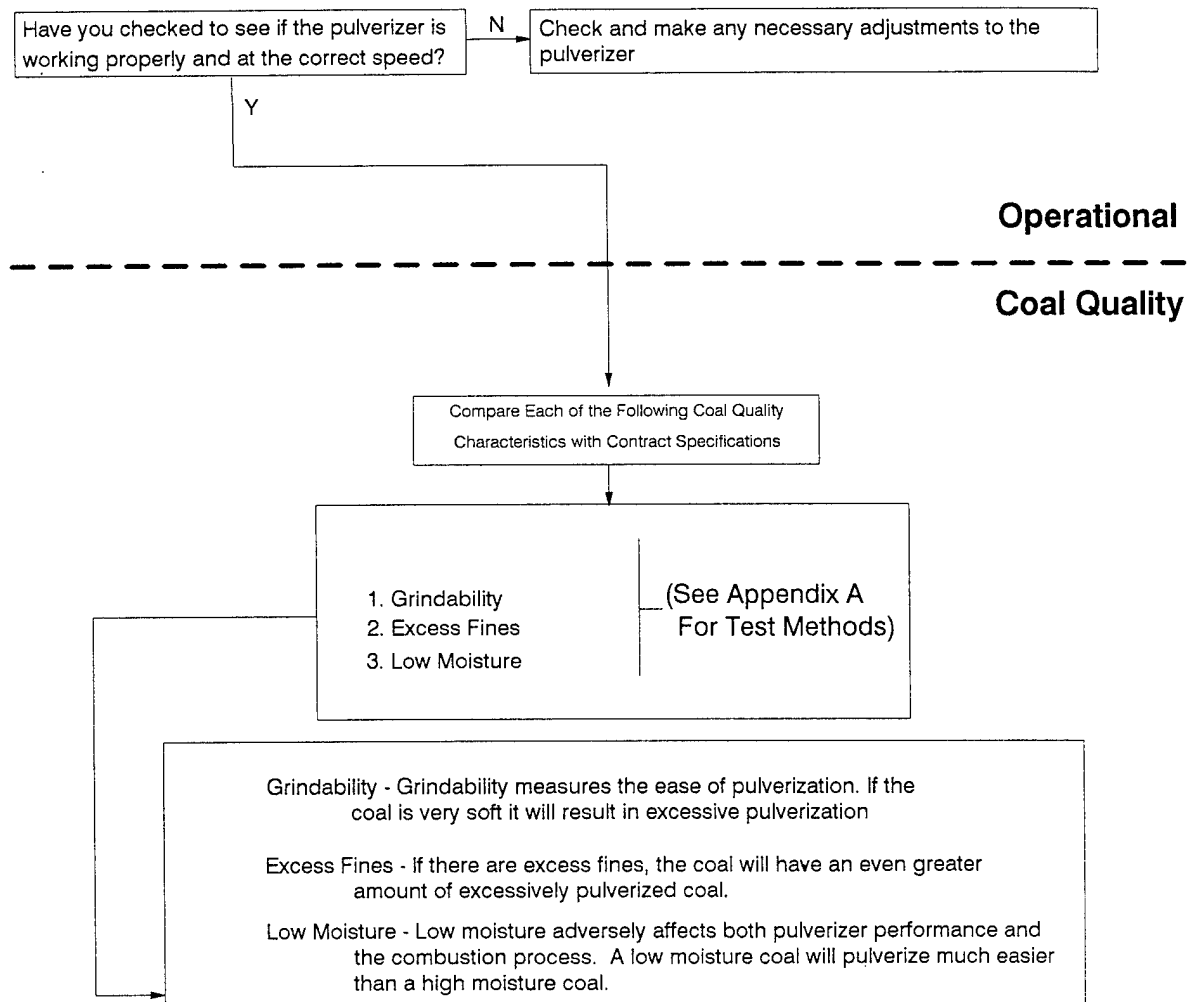 Have you checked to see if the pulverizer is
working properly and at the correct speed?
N
Check and make any necessary adjustments to the
pulverizer
Y
Operational
Coal Quality
Compare Each of the Following Coal Quality
Characteristics with Contract Specifications
1. Grindability
2. Excess Fines
3. Low Moisture
(See Appendix A
For Test Methods)
Grindability - Grindability measures the ease of pulverization. If the
coal is very soft it will result in excessive pulverization
Excess Fines - If there are excess fines, the coal will have an even greater
amount of excessively pulverized coal.
Low Moisture - Low moisture adversely affects both pulverizer performance and
the combustion process. A low moisture coal will pulverize much easier
than a high moisture coal.